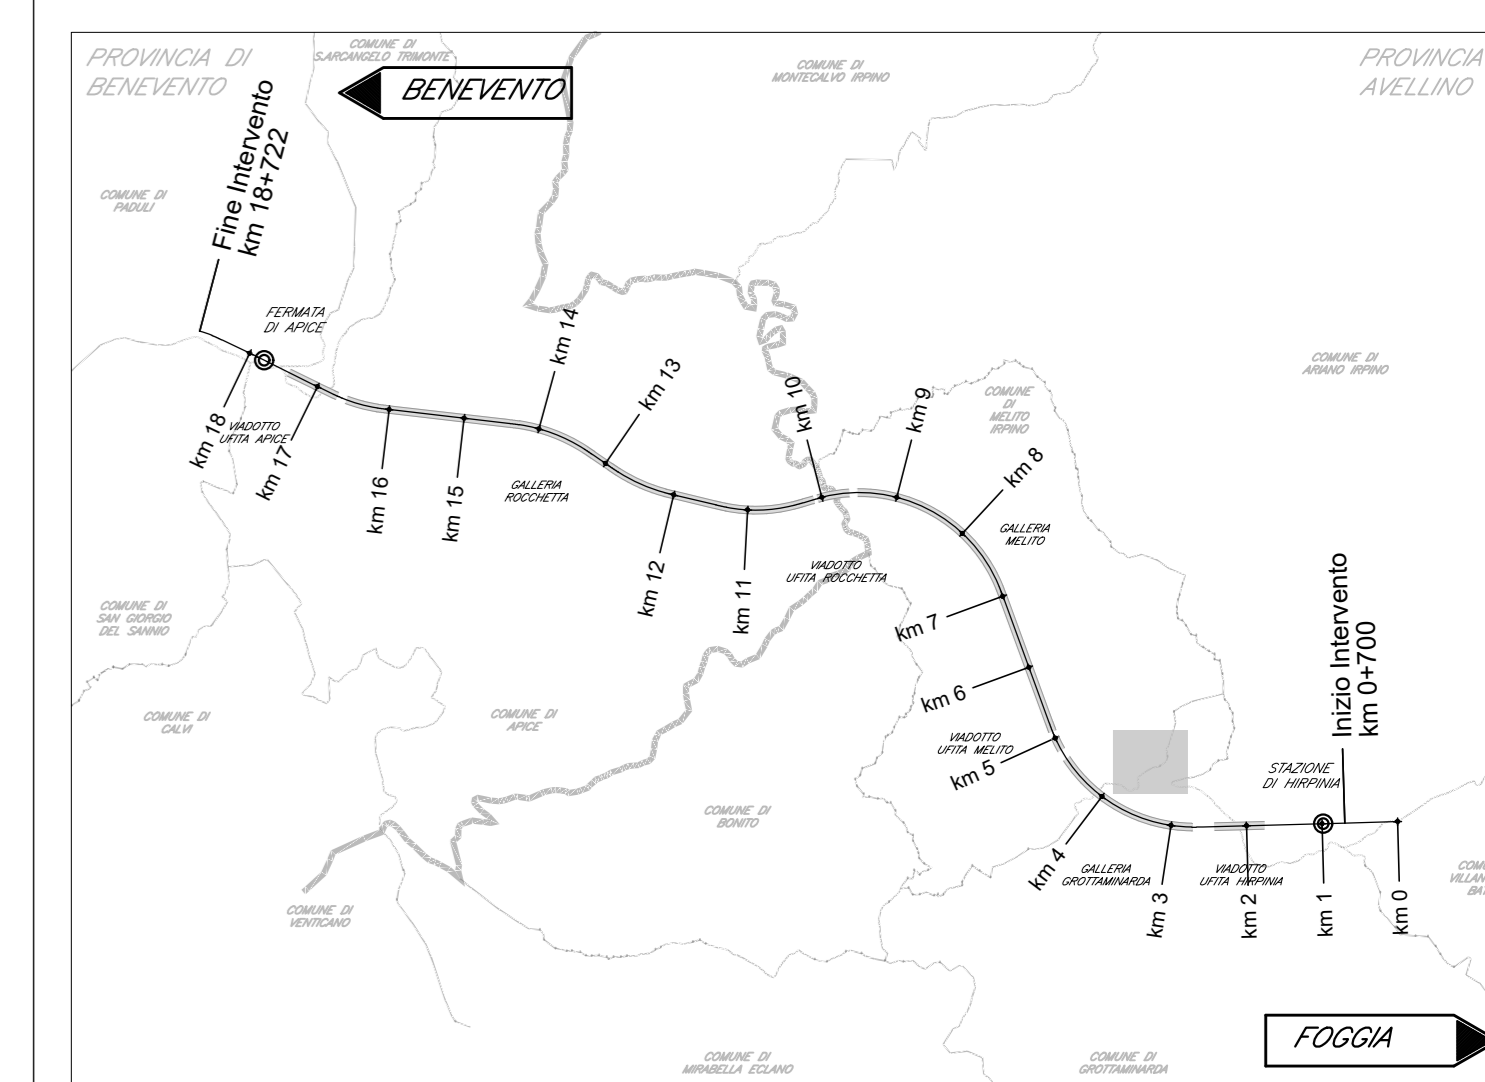 PROVINCIA DI
BENEVENTO
COMUNE DI
S.ARCANGELO TRIMONTE
BENEVENTO
COMUNE DI
MONTECALVO IRPINO
PROVINCIA
AVELLINO
Fine Intervento
km 18+722
COMUNE DI
PADULI
FERMATA
DI APICE
km 14
km 13
km 10
km 9
COMUNE
DI
MELITO
IRPINO
COMUNE DI
ARIANO IRPINO
km 18
VIADOTTO
UFITA APICE
km 17
km 16
km 15
GALLERIA
ROCCHETTA
km 8
GALLERIA
MELITO
km 12
km 11
VIADOTTO
UFITA ROCCHETTA
COMUNE DI
SAN GIORGIO
DEL SANNIO
km 7
Inizio Intervento
km 0+700
km 6
COMUNE DI
CALVI
COMUNE DI
APICE
VIADOTTO
UFITA MELITO
km 5
STAZIONE
DI HIRPINIA
COMUNE DI
BONITO
km 4
GALLERIA
GROTTAMINARDA
VIADOTTO
UFITA HIRPINIA
km 3
km 2
km 1
km 0
COMUNE DI
VENTICANO
FOGGIA
COMUNE DI
MIRABELLA ECLANO
COMUNE DI
GROTTAMINARDA